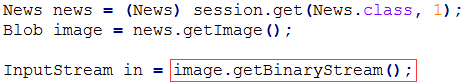 News news = (News) session.get(News.class, 1);
Blob image = news.getImage();
InputStream in = image.getBinaryStream();